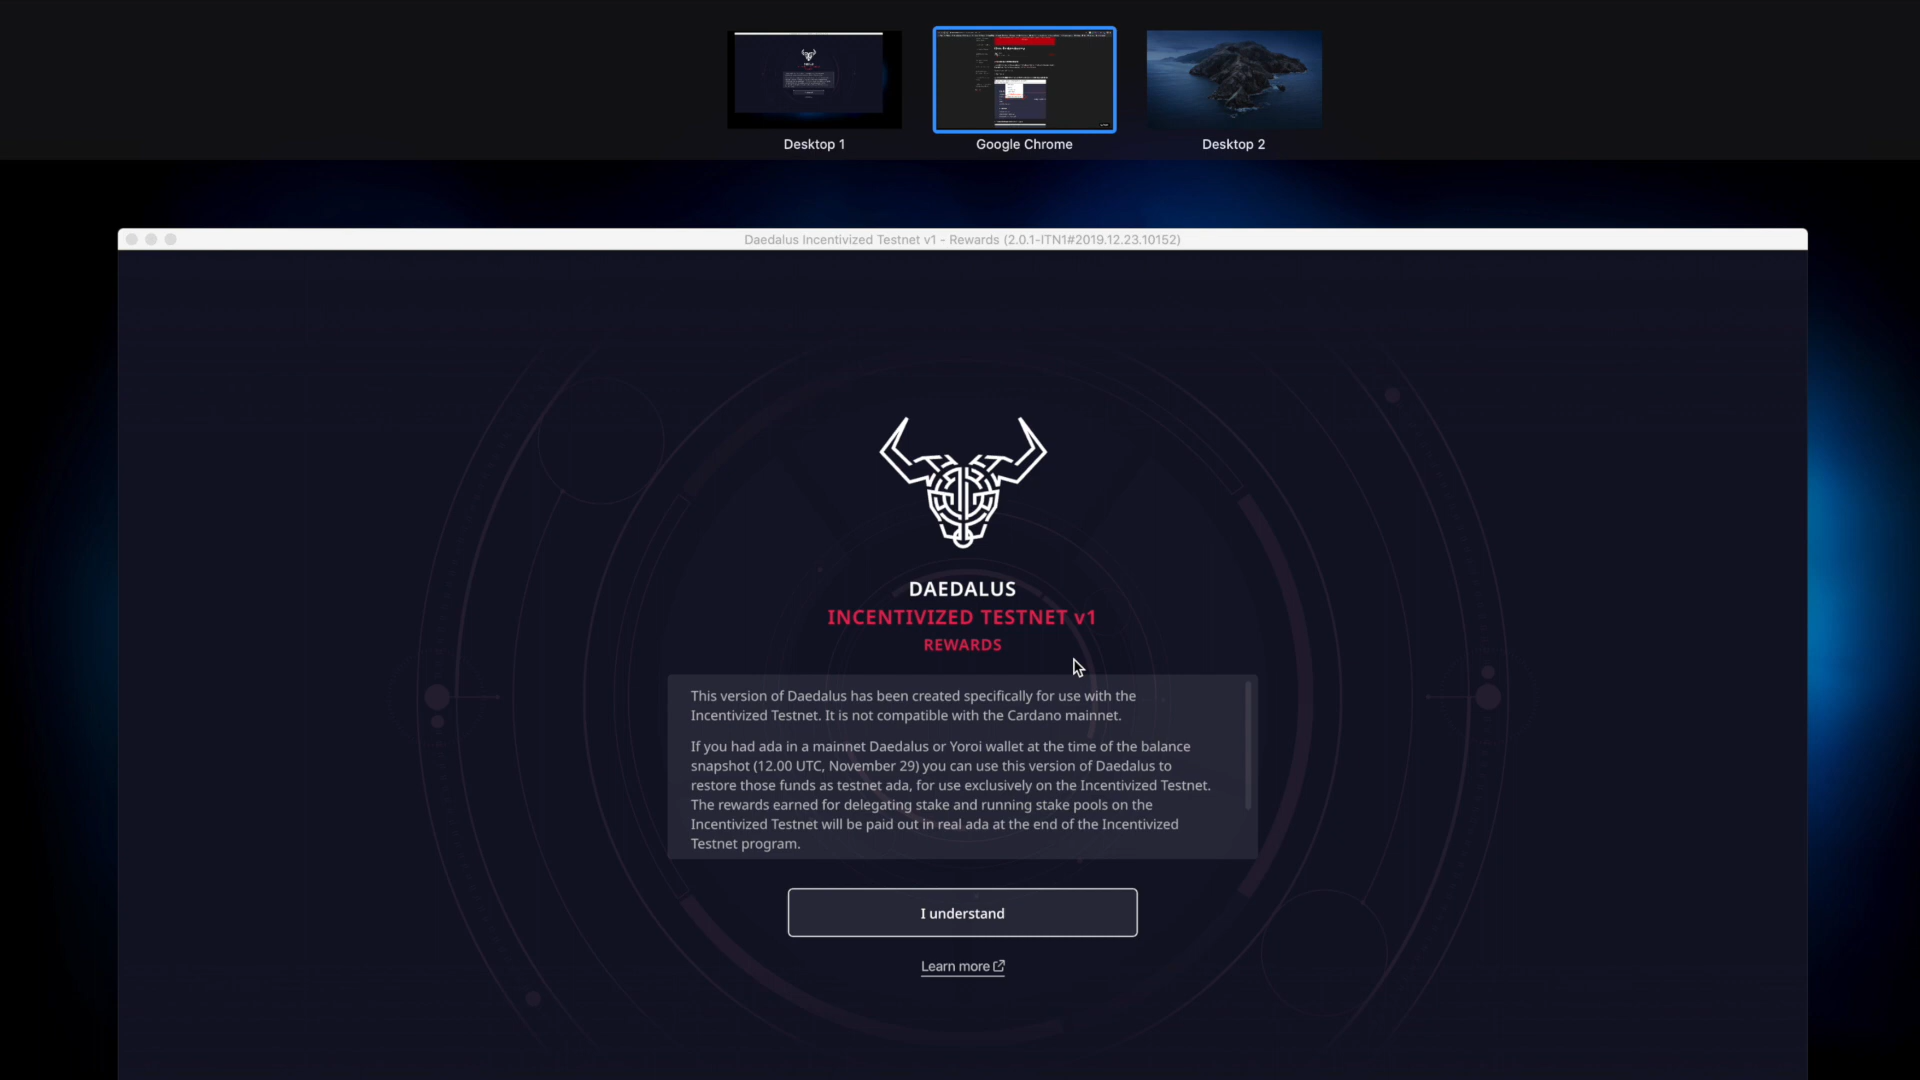 Desktop 1
Google Chrome
Desktop 2
Daedalus Incentivized Testnet v1 - Rewards (2.0.1-ITN1#2019.12.23.10152)
DAEDALUS
INCENTIVIZED TESTNET v1
REWARDS
This version of Daedalus has been created specifically for use with the
Incentivized Testnet. It is not compatible with the Cardano mainnet.
If you had ada in a mainnet Daedalus or Yoroi wallet at the time of the balance
snapshot (12.00 UTC, November 29) you can use this version of Daedalus to
restore those funds as testnet ada, for use exclusively on the Incentivized Testnet.
The rewards earned for delegating stake and running stake pools on the
Incentivized Testnet will be paid out in real ada at the end of the Incentivized
Testnet program.
I understand
Learn more